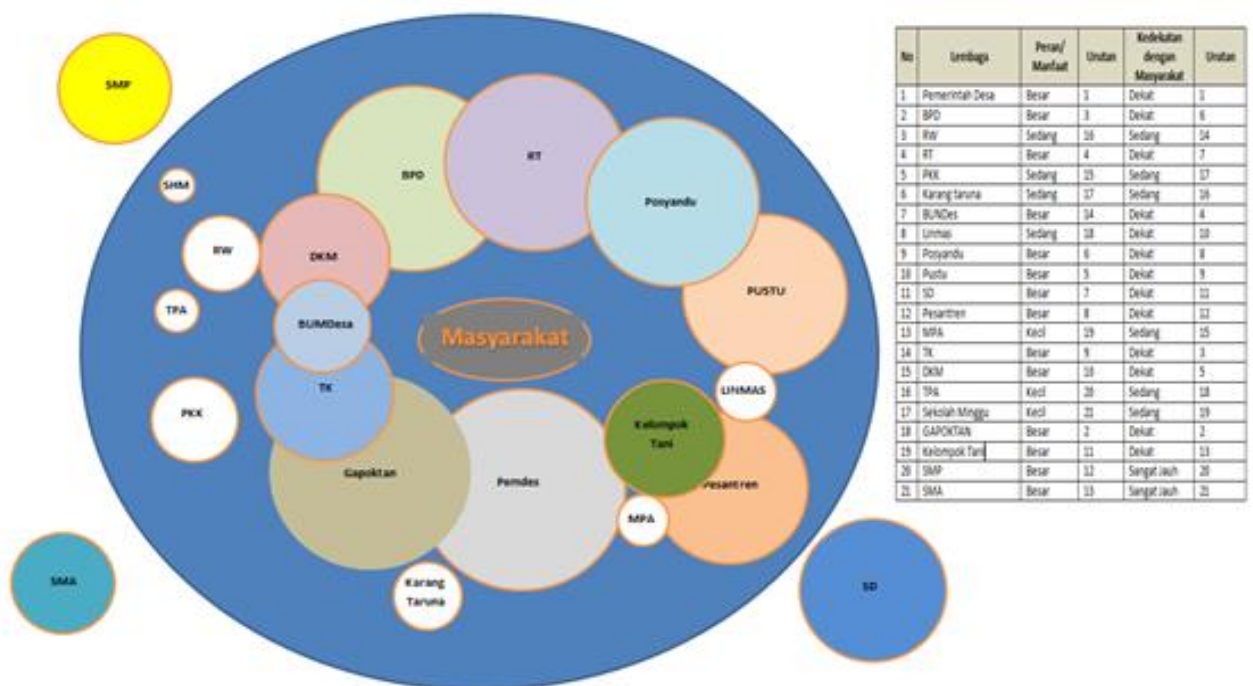 SMP
SHM
RW
TPA
PKK
SMA
BPD
RT
Posyandu
DKM
PUSTU
BUMDesa
Masyarakat
TK
LINMAS
Kelompok
Tani
Gapoktan
Pemdes
Pesantren
MPA
Karang
Taruna
SD
No Lembaga Peran/ Manfaat Urutan Kedekatan dengan Masyarakat Urutan
1 Pemerintah Desa Besar 1 Dekat 1
2 BPD Besar 3 Dekat 6
3 RW Sedang 16 Sedang 14
4 RT Besar 4 Dekat 7
5 PKK Sedang 15 Sedang 17
6 Karang taruna Sedang 17 Sedang 16
7 BUNDes Besar 14 Dekat 4
8 Linmas Sedang 18 Dekat 10
9 Posyandu Besar 6 Dekat 8
10 Pustu Besar 5 Dekat 9
11 SD Besar 7 Dekat 11
12 Pesantren Besar 8 Dekat 12
13 MPA Kecil 19 Sedang 15
14 TK Besar 9 Dekat 3
15 DKM Besar 10 Dekat 5
16 TPA Kecil 20 Sedang 18
17 Sekolah Minggu Kecil 21 Sedang 19
18 GAPOKTAN Besar 2 Dekat 2
19 Kelompok Tani Besar 11 Dekat 13
20 SMP Besar 12 Sangat Jauh 20
21 SMA Besar 13 Sangat Jauh 21